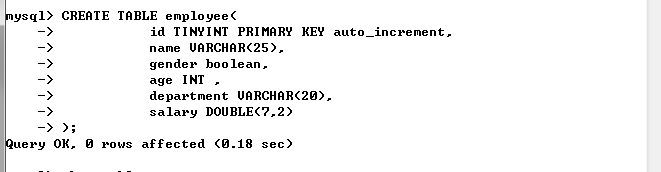 mysql> CREATE TABLE employee(
    ->             id TINYINT PRIMARY KEY auto_increment,
    ->             name VARCHAR(25),
    ->             gender boolean,
    ->             age INT ,
    ->             department VARCHAR(20),
    ->             salary DOUBLE(7,2)
    -> );
Query OK, 0 rows affected (0.18 sec)